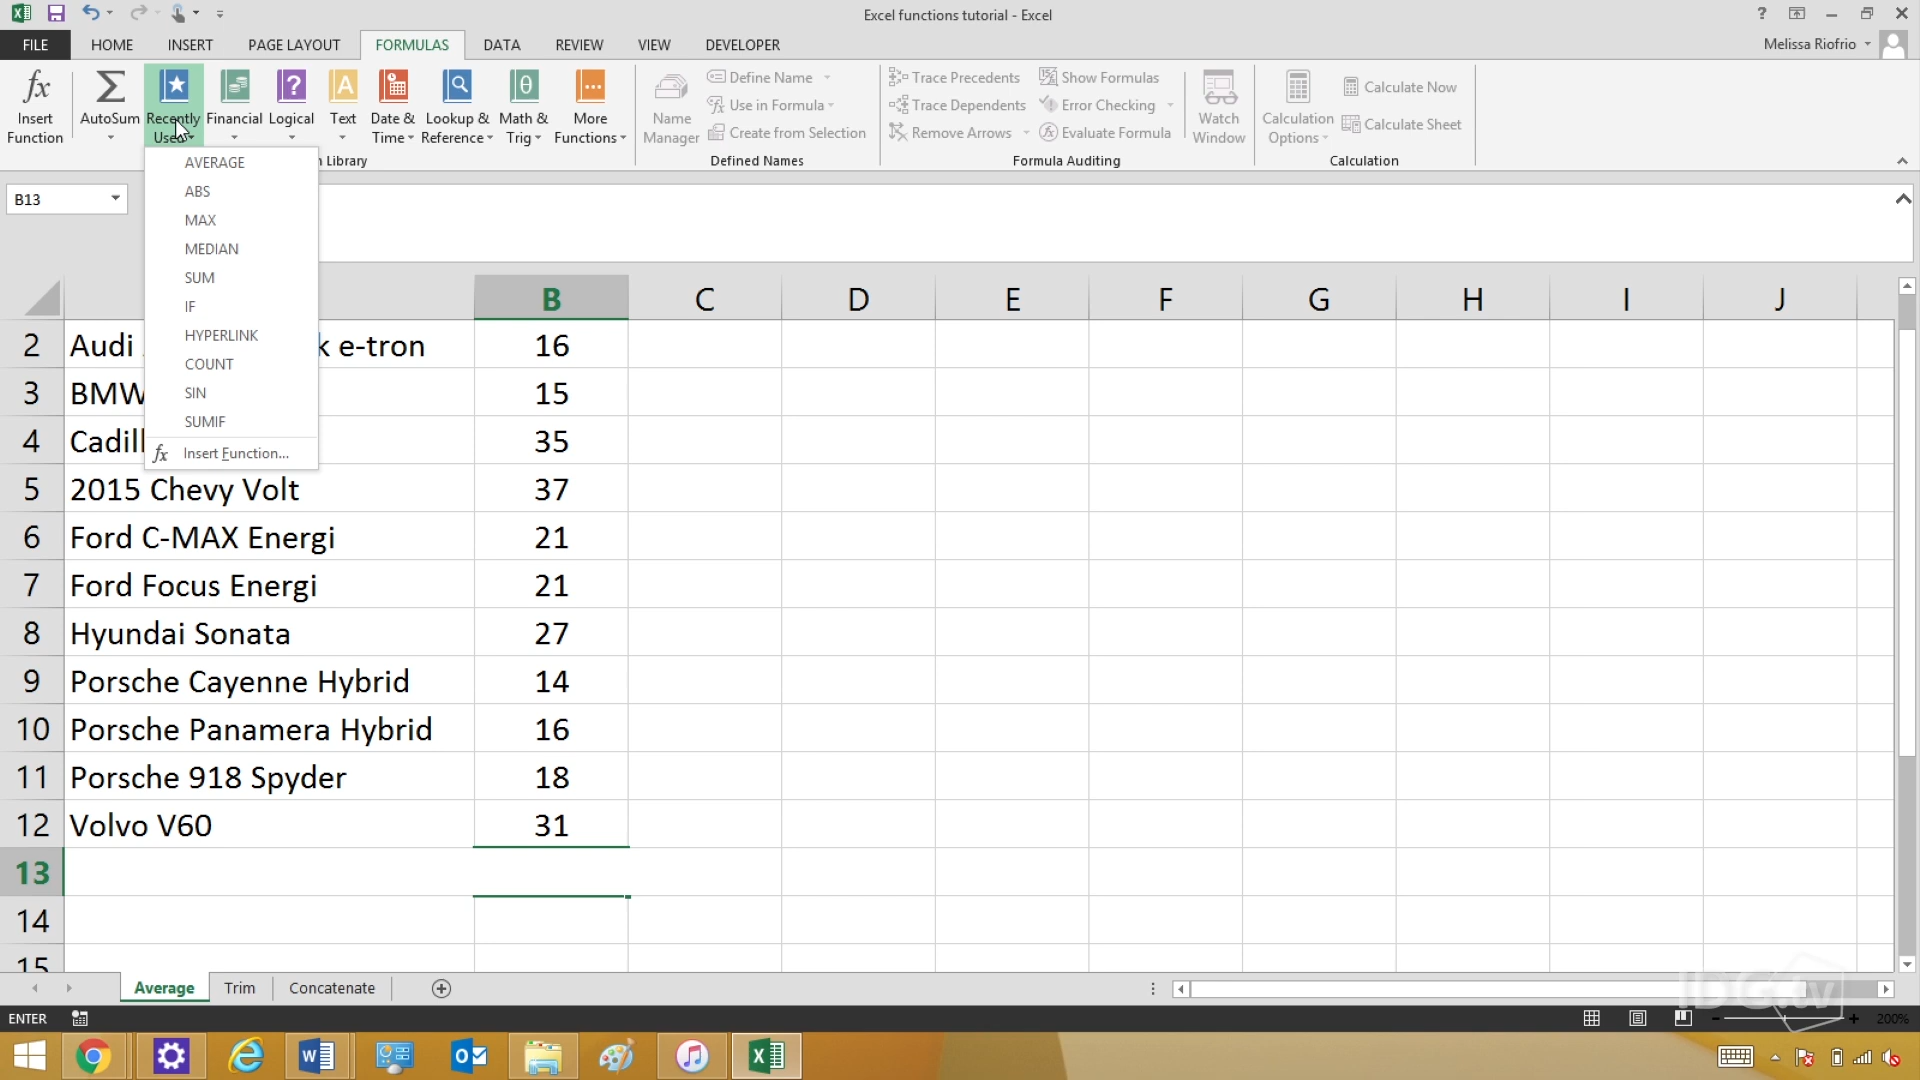 Excel functions tutorial - Excel
?
FILE HOME INSERT PAGE LAYOUT FORMULAS DATA REVIEW VIEW DEVELOPER Melissa Riofrio
fx Insert Function
AutoSum
Recently Used
Financial
Logical
Text
Date & Time
Lookup & Reference
Math & Trig
More Functions
Library
Name Manager
Define Name
Use in Formula
Create from Selection
Defined Names
Trace Precedents
Trace Dependents
Remove Arrows
Show Formulas
Error Checking
Evaluate Formula
Formula Auditing
Watch Window
Calculation Options
Calculate Now
Calculate Sheet
Calculation
AVERAGE
ABS
MAX
MEDIAN
SUM
IF
HYPERLINK
COUNT
SIN
SUMIF
fx Insert Function...
B13
B C D E F G H I J
2 Audi k e-tron 16
3 BMW 15
4 Cadill 35
5 2015 Chevy Volt 37
6 Ford C-MAX Energi 21
7 Ford Focus Energi 21
8 Hyundai Sonata 27
9 Porsche Cayenne Hybrid 14
10 Porsche Panamera Hybrid 16
11 Porsche 918 Spyder 18
12 Volvo V60 31
13
14
15
Average Trim Concatenate
IDG.tv
ENTER
200%